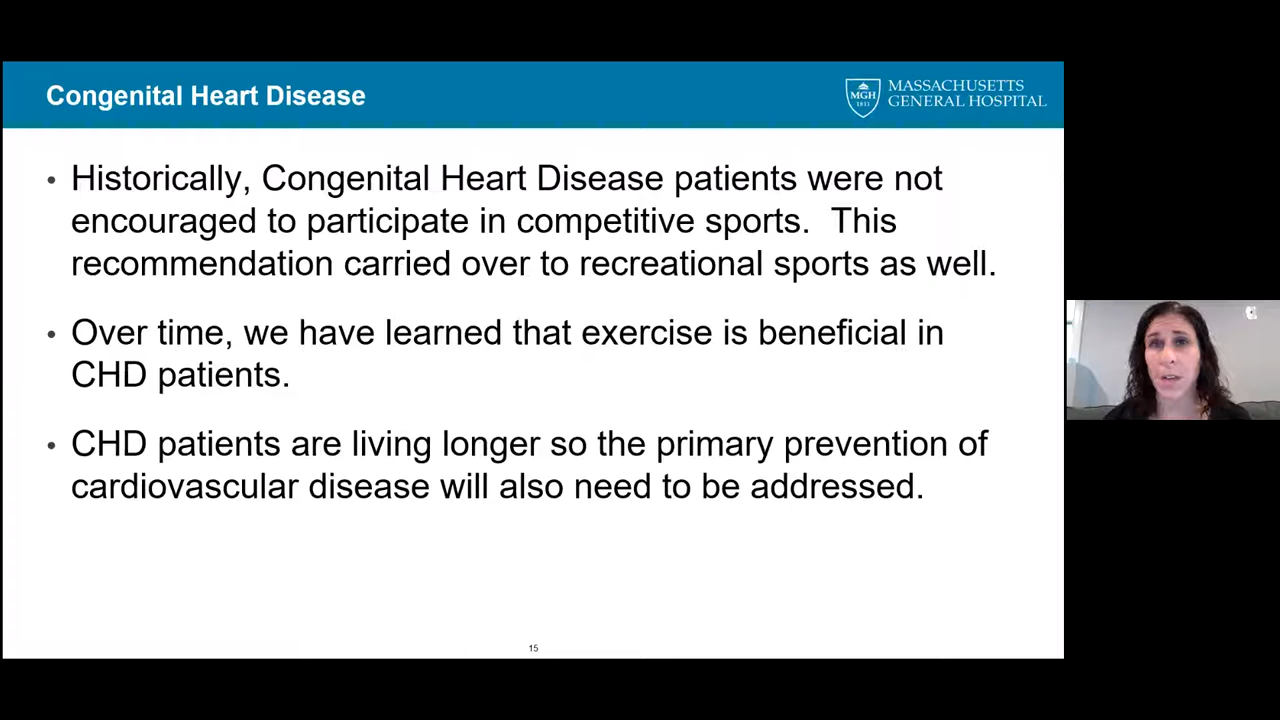 Congenital Heart Disease
MASSACHUSETTS
GENERAL HOSPITAL
MGH
1811
• Historically, Congenital Heart Disease patients were not
encouraged to participate in competitive sports.  This
recommendation carried over to recreational sports as well.
• Over time, we have learned that exercise is beneficial in
CHD patients.
• CHD patients are living longer so the primary prevention of
cardiovascular disease will also need to be addressed.
15